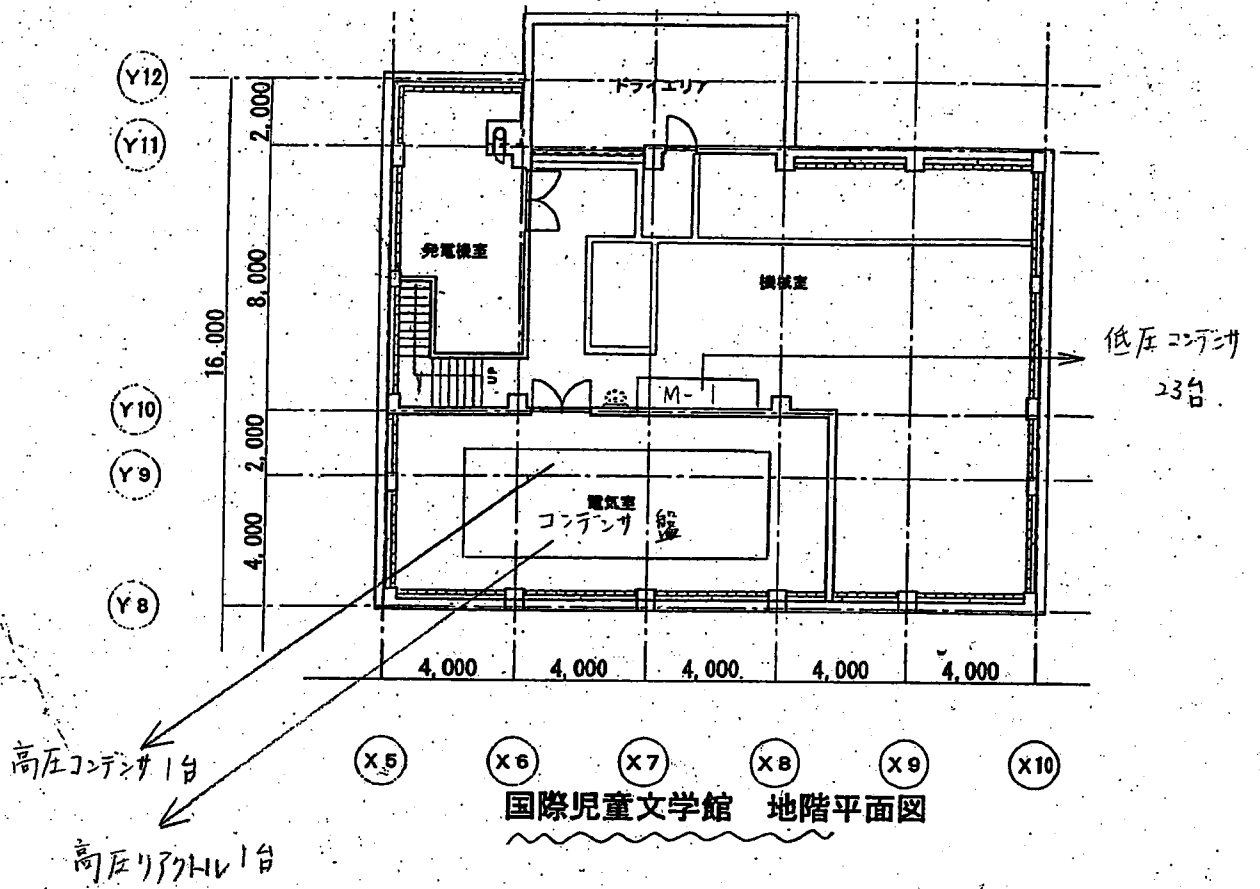 Y12
ドライエリア
2,000
Y11
発電機室
8,000
機械室
16,000
低圧コンデンサ
23台
UP
M-1
Y10
2,000
Y9
電気室
コンデンサ盤
4,000
Y8
4,000 4,000 4,000 4,000 4,000
高圧コンデンサ1台
X5 X6 X7 X8 X9 X10
国際児童文学館 地階平面図
高圧リアクトル1台